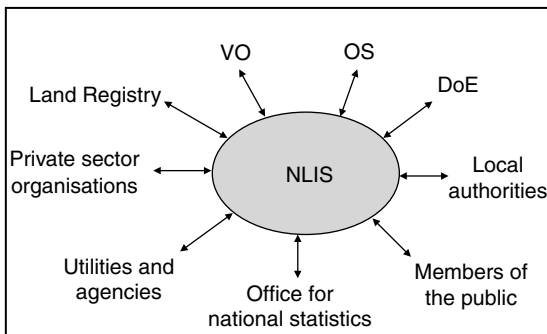 VO
OS
DoE
Land Registry
Private sector
organisations
NLIS
Local
authorities
Utilities and
agencies
Office for
national statistics
Members of
the public